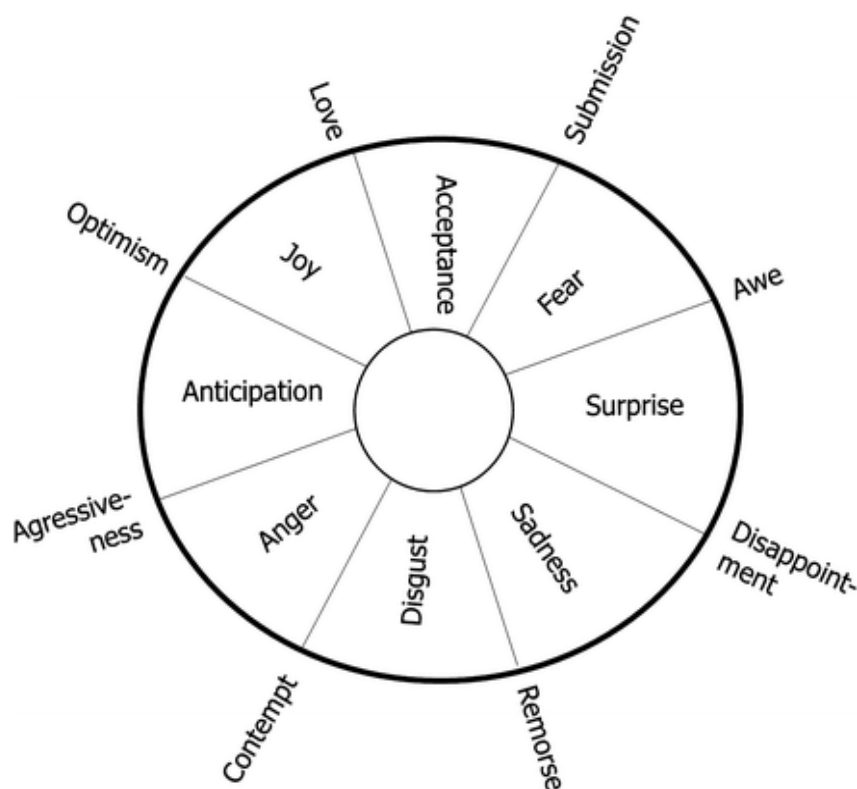 Submission
Love
Acceptance
Optimism
Joy
Fear
Awe
Anticipation
Surprise
Agressive-
ness
Anger
Disgust
Sadness
Disappoint-
ment
Contempt
Remorse